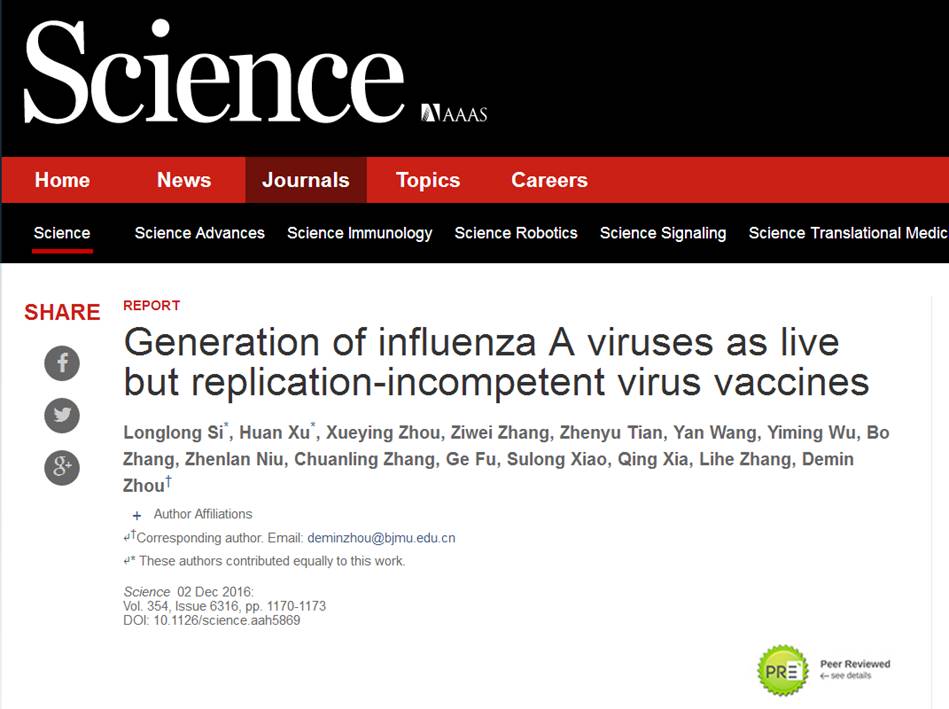 Science
AAAS
Home News Journals Topics Careers
Science Science Advances Science Immunology Science Robotics Science Signaling Science Translational Medic
SHARE
REPORT
Generation of influenza A viruses as live
but replication-incompetent virus vaccines
Longlong Si*, Huan Xu*, Xueying Zhou, Ziwei Zhang, Zhenyu Tian, Yan Wang, Yiming Wu, Bo
Zhang, Zhenlan Niu, Chuanling Zhang, Ge Fu, Sulong Xiao, Qing Xia, Lihe Zhang, Demin
Zhou†
+ Author Affiliations
↵†Corresponding author. Email: deminzhou@bjmu.edu.cn
↵* These authors contributed equally to this work.
Science 02 Dec 2016:
Vol. 354, Issue 6316, pp. 1170-1173
DOI: 10.1126/science.aah5869
PRE
Peer Reviewed
← see details